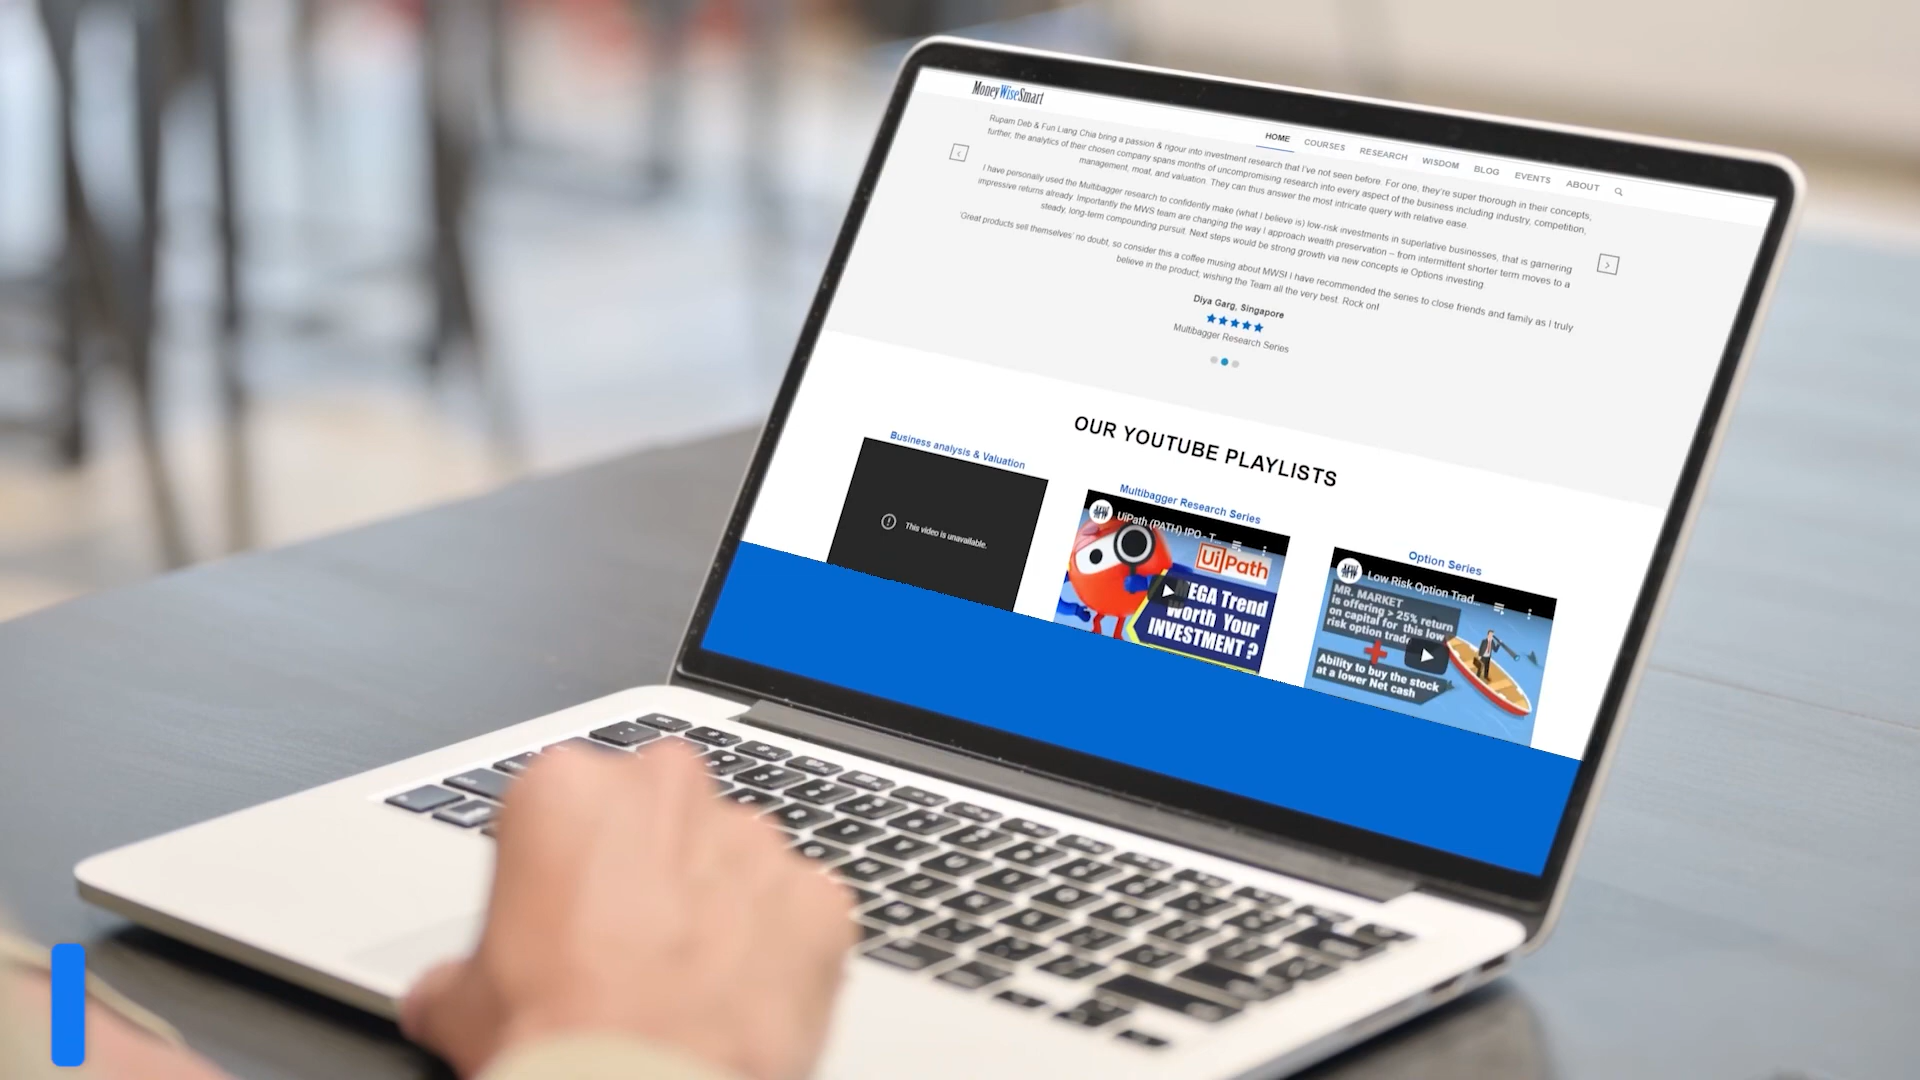 MoneyWiseSmart
HOME COURSES RESEARCH WISDOM BLOG EVENTS ABOUT
Rupam Deb & Fun Liang Chia bring a passion & rigour into investment research that I've not seen before. For one, they're super thorough in their concepts,
further, the analytics of their chosen company spans months of uncompromising research into every aspect of the business including industry, competition,
management, moat, and valuation. They can thus answer the most intricate query with relative ease.
I have personally used the Multibagger research to confidently make (what I believe is) low-risk investments in superlative businesses, that is garnering
impressive returns already. Importantly the MWS team are changing the way I approach wealth preservation – from intermittent shorter term moves to a
steady, long-term compounding pursuit. Next steps would be strong growth via new concepts ie Options investing.
'Great products sell themselves' no doubt, so consider this a coffee musing about MWS! I have recommended the series to close friends and family as I truly
believe in the product, wishing the Team all the very best. Rock on!
Diya Garg, Singapore
Multibagger Research Series
OUR YOUTUBE PLAYLISTS
Business analysis & Valuation
This video is unavailable.
Multibagger Research Series
UiPath (PATH) IPO - T...
UiPath
MEGA Trend
Worth Your
INVESTMENT ?
Option Series
Low Risk Option Trad...
MR. MARKET
is offering > 25% return
on capital for this low
risk option trade
Ability to buy the stock
at a lower Net cash